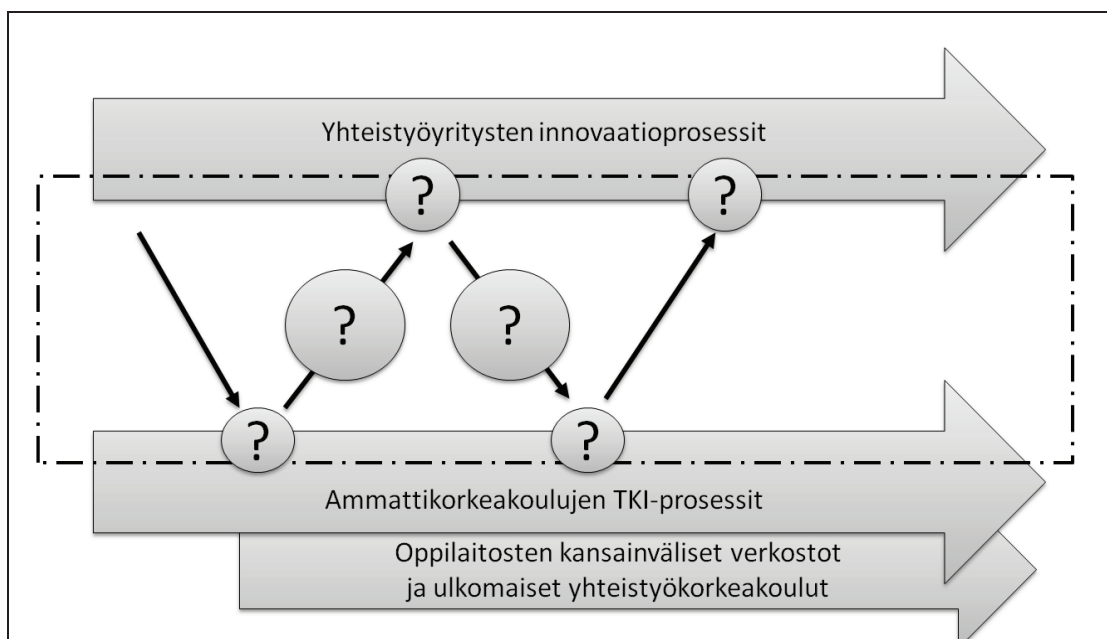 Yhteistyöyritysten innovaatioprosessit
?
?
?
?
?
?
Ammattikorkeakoulujen TKI-prosessit
Oppilaitosten kansainväliset verkostot
ja ulkomaiset yhteistyökorkeakoulut